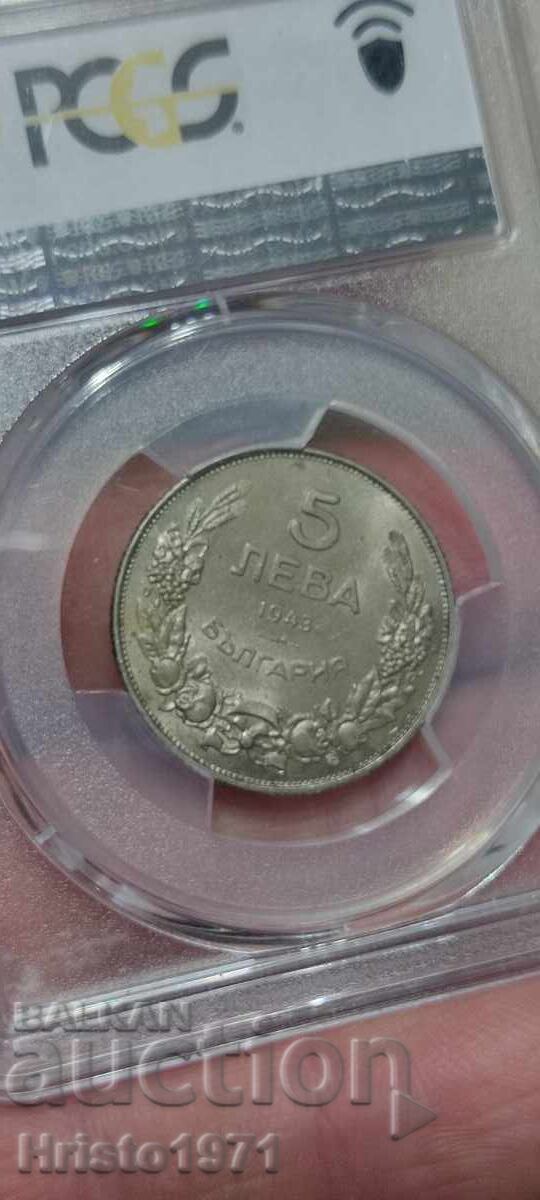 PCGS
5
ЛЕВА
1943
БЪЛГАРИЯ
BALKAN
auction
Hristo1971